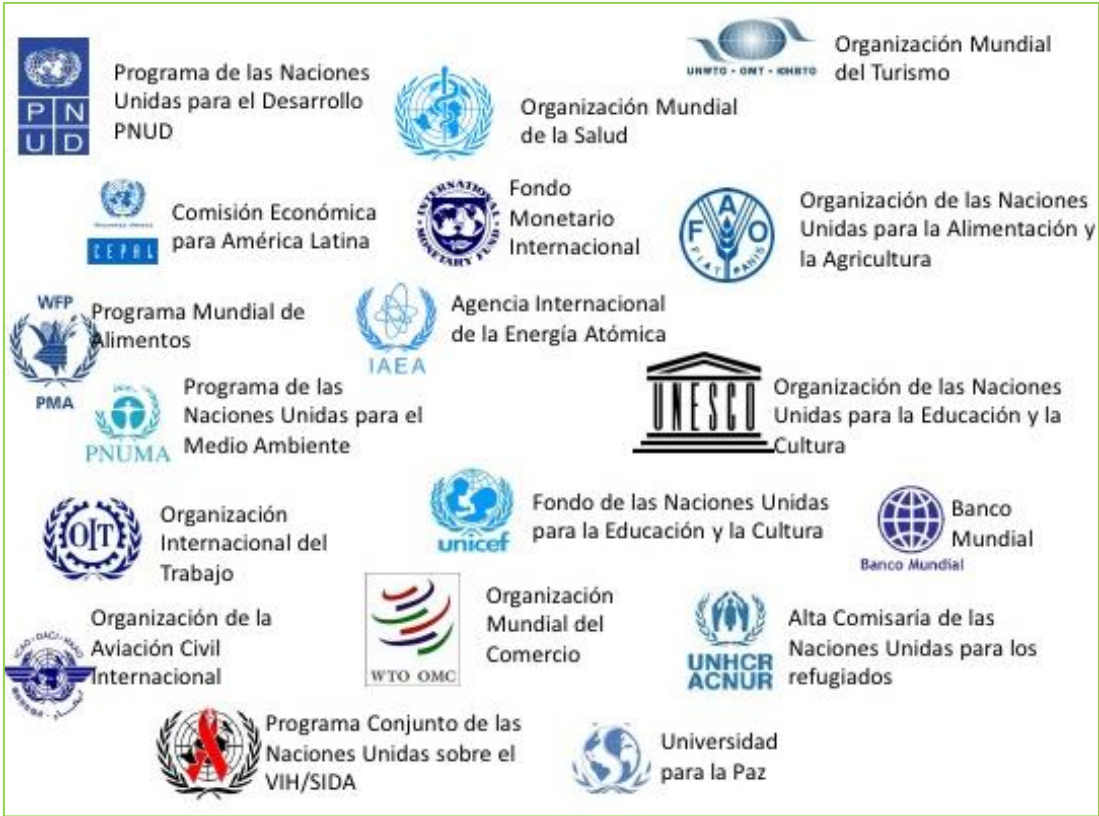 PNUD
Programa de las Naciones
Unidas para el Desarrollo
PNUD
Organización Mundial
de la Salud
UNWTO • OMT • ЮНВТО
Organización Mundial
del Turismo
CEPAL
Comisión Económica
para América Latina
INTERNATIONAL MONETARY FUND
Fondo
Monetario
Internacional
FAO
FIAT PANIS
Organización de las Naciones
Unidas para la Alimentación y
la Agricultura
WFP
PMA
Programa Mundial de
Alimentos
IAEA
Agencia Internacional
de la Energía Atómica
PNUMA
Programa de las
Naciones Unidas para el
Medio Ambiente
UNESCO
Organización de las Naciones
Unidas para la Educación y la
Cultura
OIT
Organización
Internacional del
Trabajo
unicef
Fondo de las Naciones Unidas
para la Educación y la Cultura
Banco Mundial
Banco
Mundial
Organización de la
Aviación Civil
Internacional
WTO OMC
Organización
Mundial del
Comercio
UNHCR
ACNUR
Alta Comisaría de las
Naciones Unidas para los
refugiados
Programa Conjunto de las
Naciones Unidas sobre el
VIH/SIDA
Universidad
para la Paz